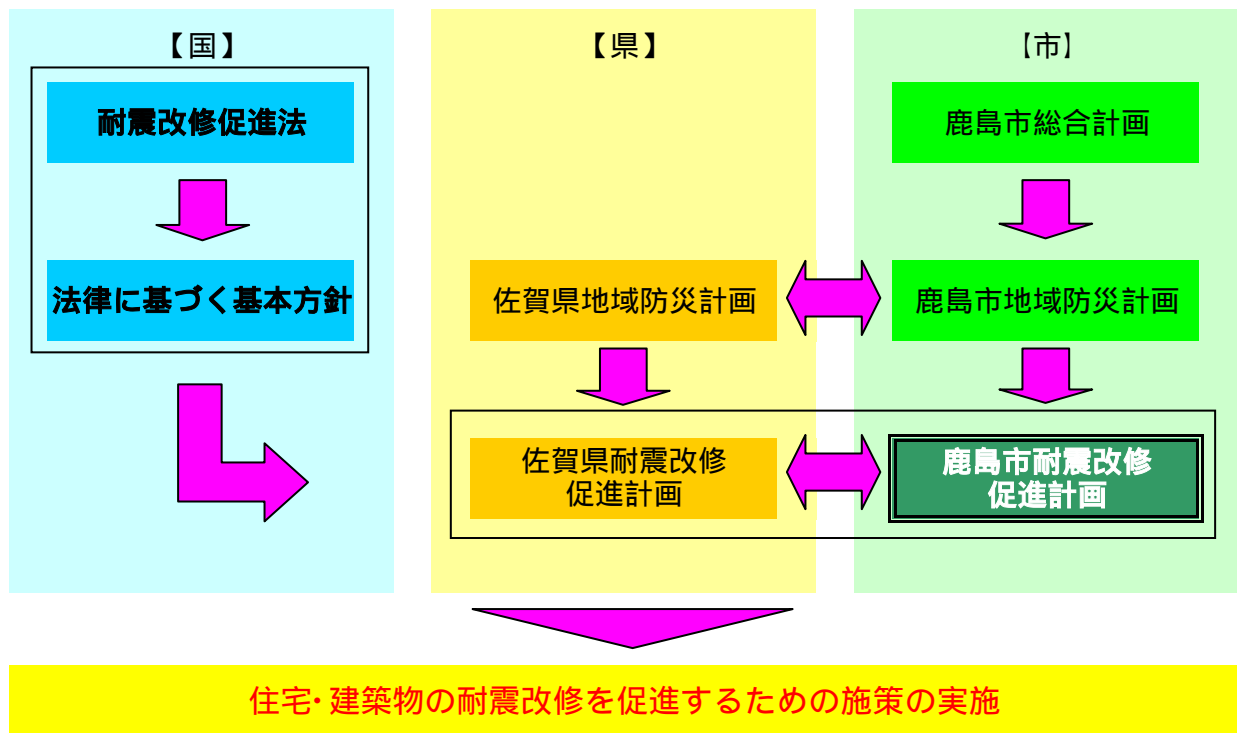 【国】
耐震改修促進法
法律に基づく基本方針
【県】
佐賀県地域防災計画
佐賀県耐震改修
促進計画
【市】
鹿島市総合計画
鹿島市地域防災計画
鹿島市耐震改修
促進計画
住宅・建築物の耐震改修を促進するための施策の実施